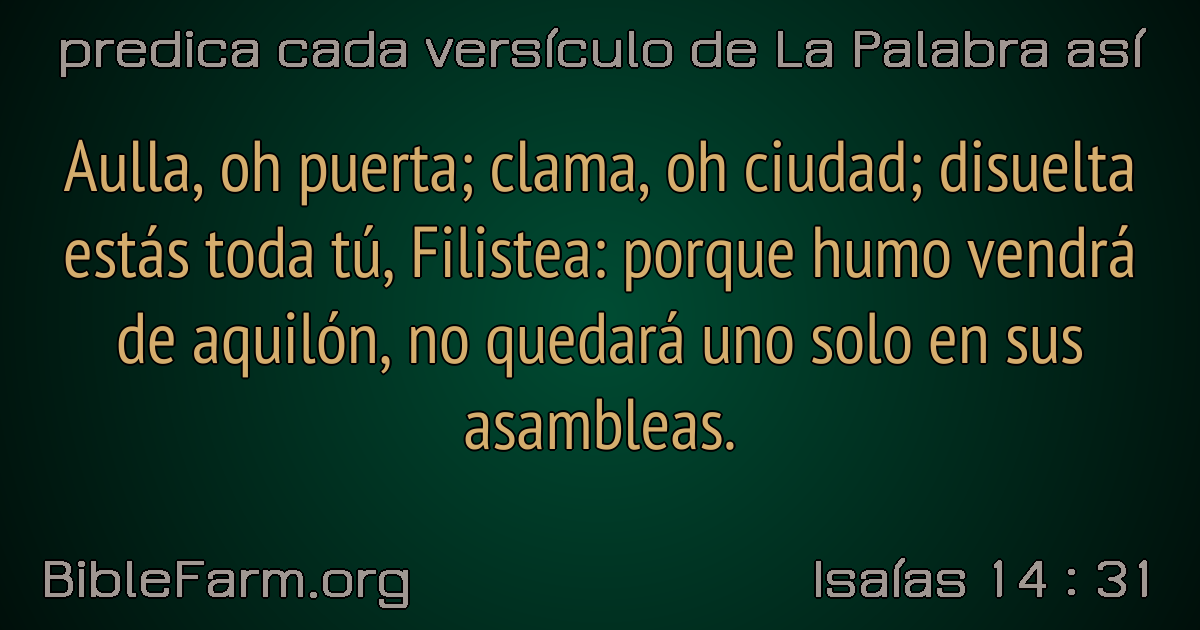 predica cada versículo de La Palabra así
Aulla, oh puerta; clama, oh ciudad; disuelta
estás toda tú, Filistea: porque humo vendrá
de aquilón, no quedará uno solo en sus
asambleas.
BibleFarm.org
Isaías 14 : 31